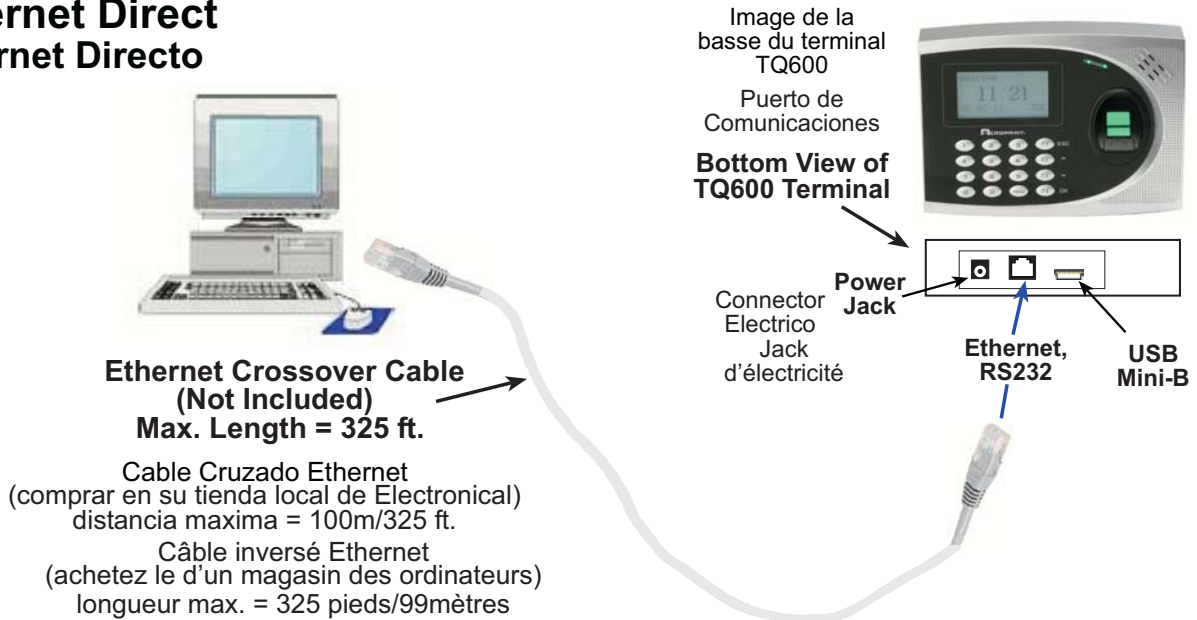 ernet Direct
rnet Directo
Image de la
basse du terminal
TQ600
Puerto de
Comunicaciones
Bottom View of
TQ600 Terminal
11 21
ACROPRINT
Power
Jack
Connector
Electrico
Jack
d'électricité
Ethernet,
RS232
USB
Mini-B
Ethernet Crossover Cable
(Not Included)
Max. Length = 325 ft.
Cable Cruzado Ethernet
(comprar en su tienda local de Electronical)
distancia maxima = 100m/325 ft.
Câble inversé Ethernet
(achetez le d'un magasin des ordinateurs)
longueur max. = 325 pieds/99mètres